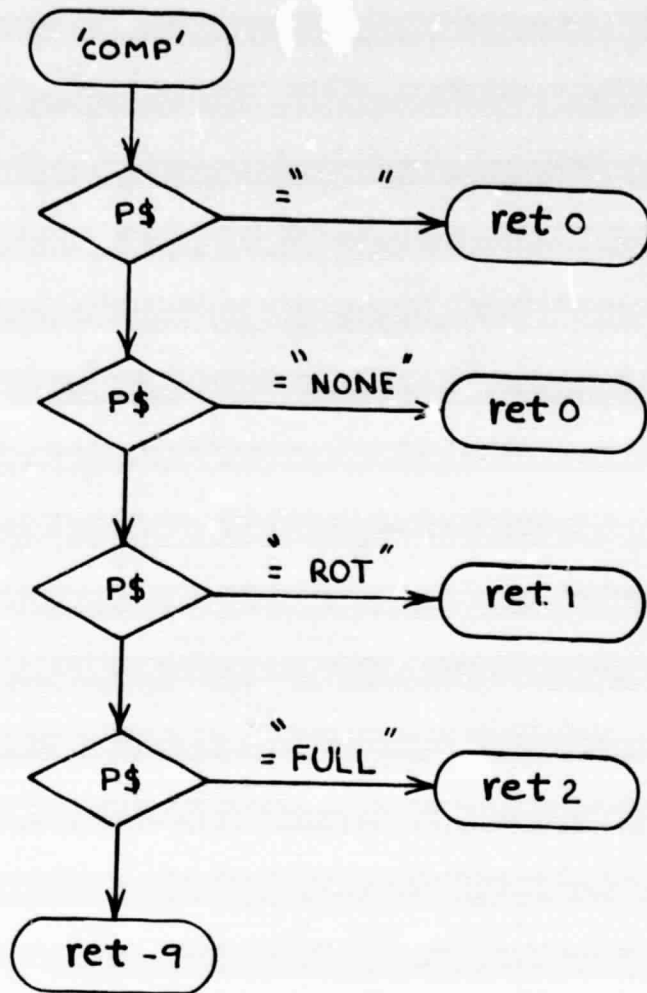 'COMP'
P$ =" " ret 0
P$ ="NONE" ret 0
P$ ="ROT" ret 1
P$ ="FULL" ret 2
ret -9